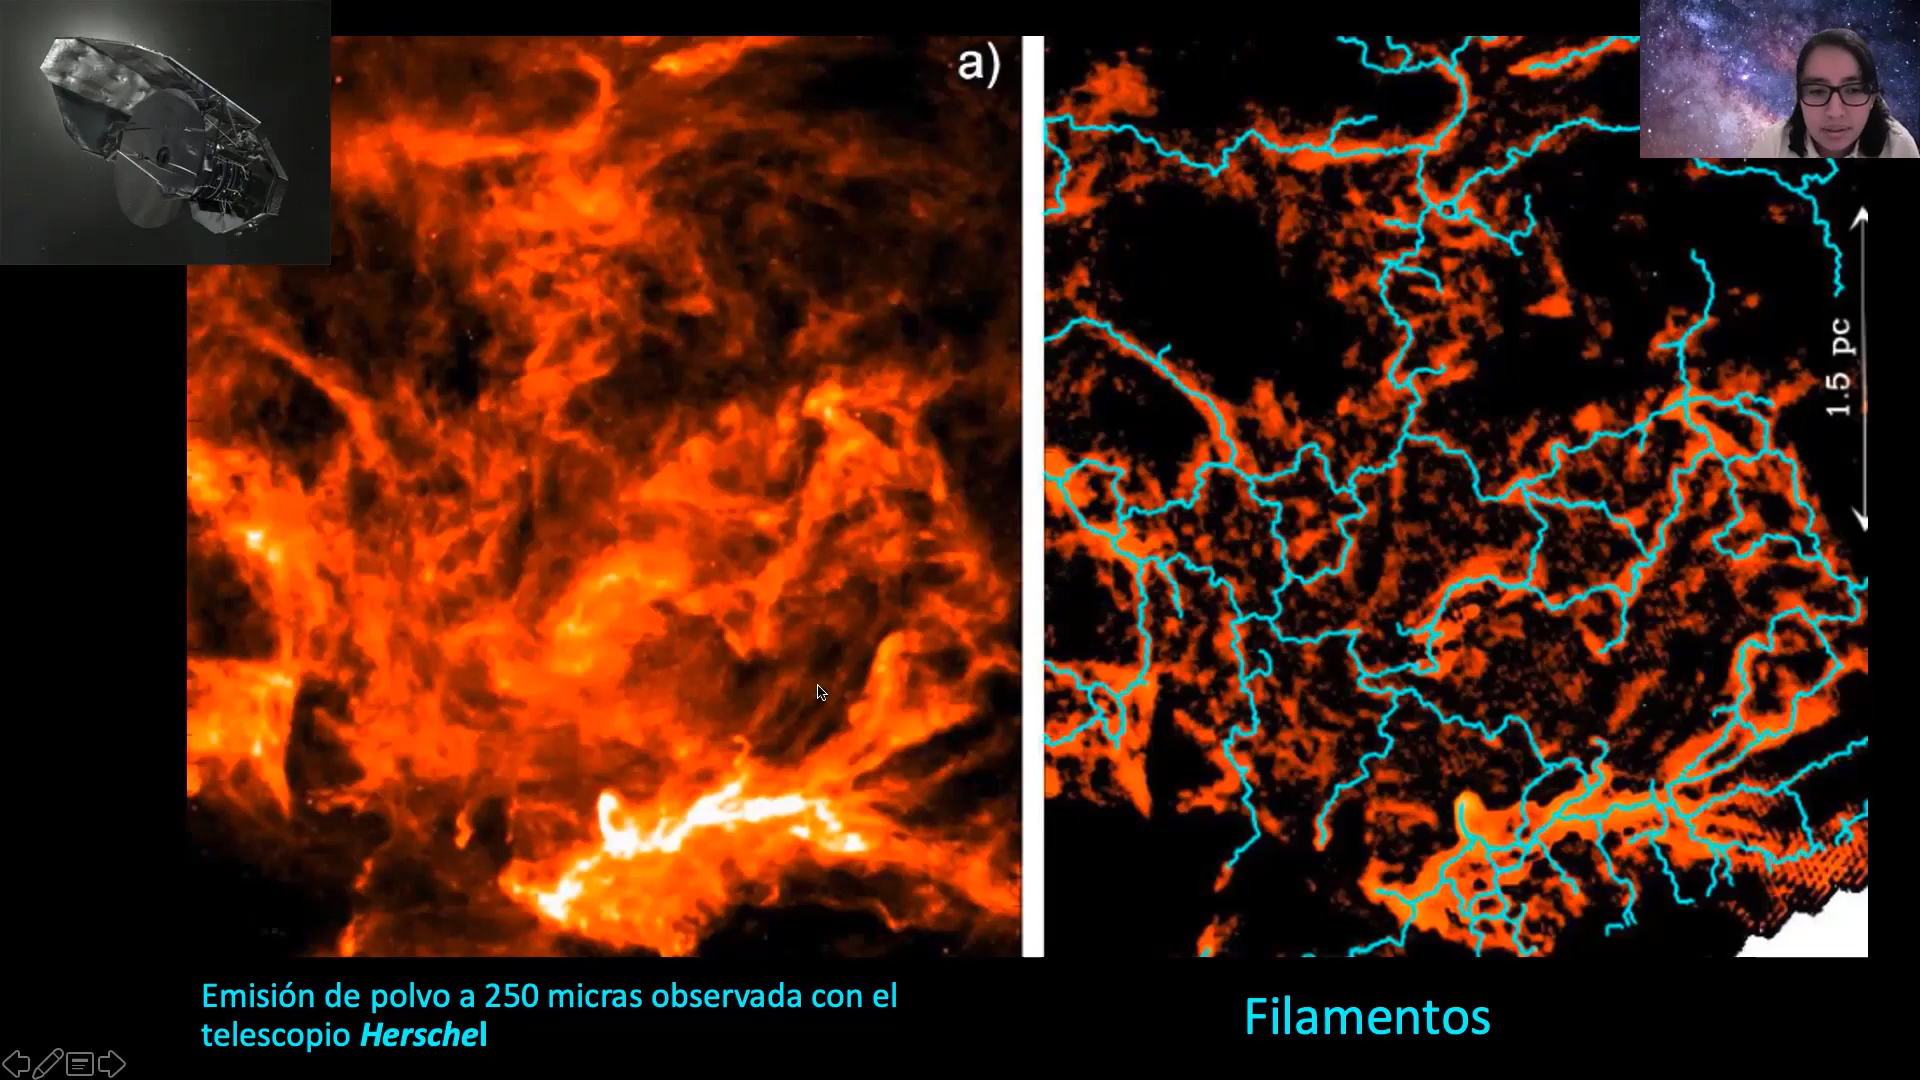 a)
1.5 pc
Emisión de polvo a 250 micras observada con el
telescopio Herschel
Filamentos